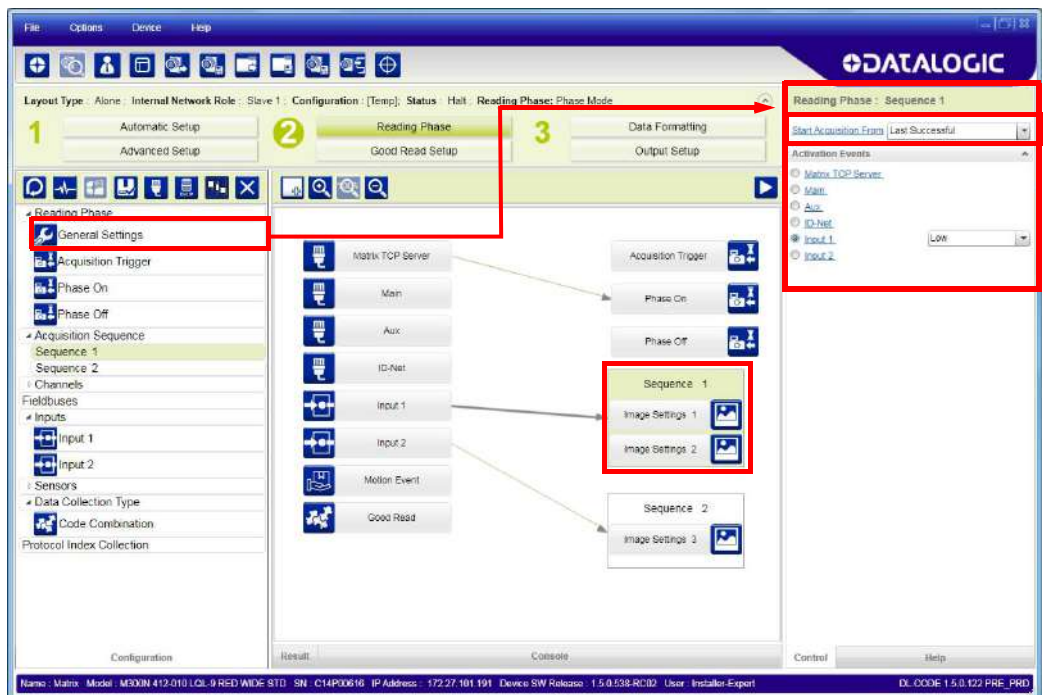 File Options Device Help
DATALOGIC
Layout Type : Alone : Internal Network Role : Slave 1 : Configuration : [Temp]; Status : Halt : Reading Phase: Phase Mode
1 Automatic Setup
Advanced Setup
2 Reading Phase
Good Read Setup
3 Data Formatting
Output Setup
Reading Phase
General Settings
Acquisition Trigger
Phase On
Phase Off
Acquisition Sequence
Sequence 1
Sequence 2
Channels
Fieldbuses
Inputs
Input 1
Input 2
Sensors
Data Collection Type
Code Combination
Protocol Index Collection
Configuration
Matrix TCP Server
Main
Aux
ID-Net
Input 1
Input 2
Motion Event
Good Read
Acquisition Trigger
Phase On
Phase Off
Sequence 1
Image Settings 1
Image Settings 2
Sequence 2
Image Settings 3
Result Console
Reading Phase : Sequence 1
Start Acquisition From Last Successful
Activation Events
Matrix TCP Server
Main
Aux
ID-Net
Input 1 Low
Input 2
Control Help
Name : Matrix Model : M300N 412-010 LQL-9 RED WIDE STD SN : C14P00616 IP Address : 172.27.101.191 Device SW Release : 1.5.0.538-RC02 User : Installer-Expert DL.CODE 1.5.0.122 PRE_PRD